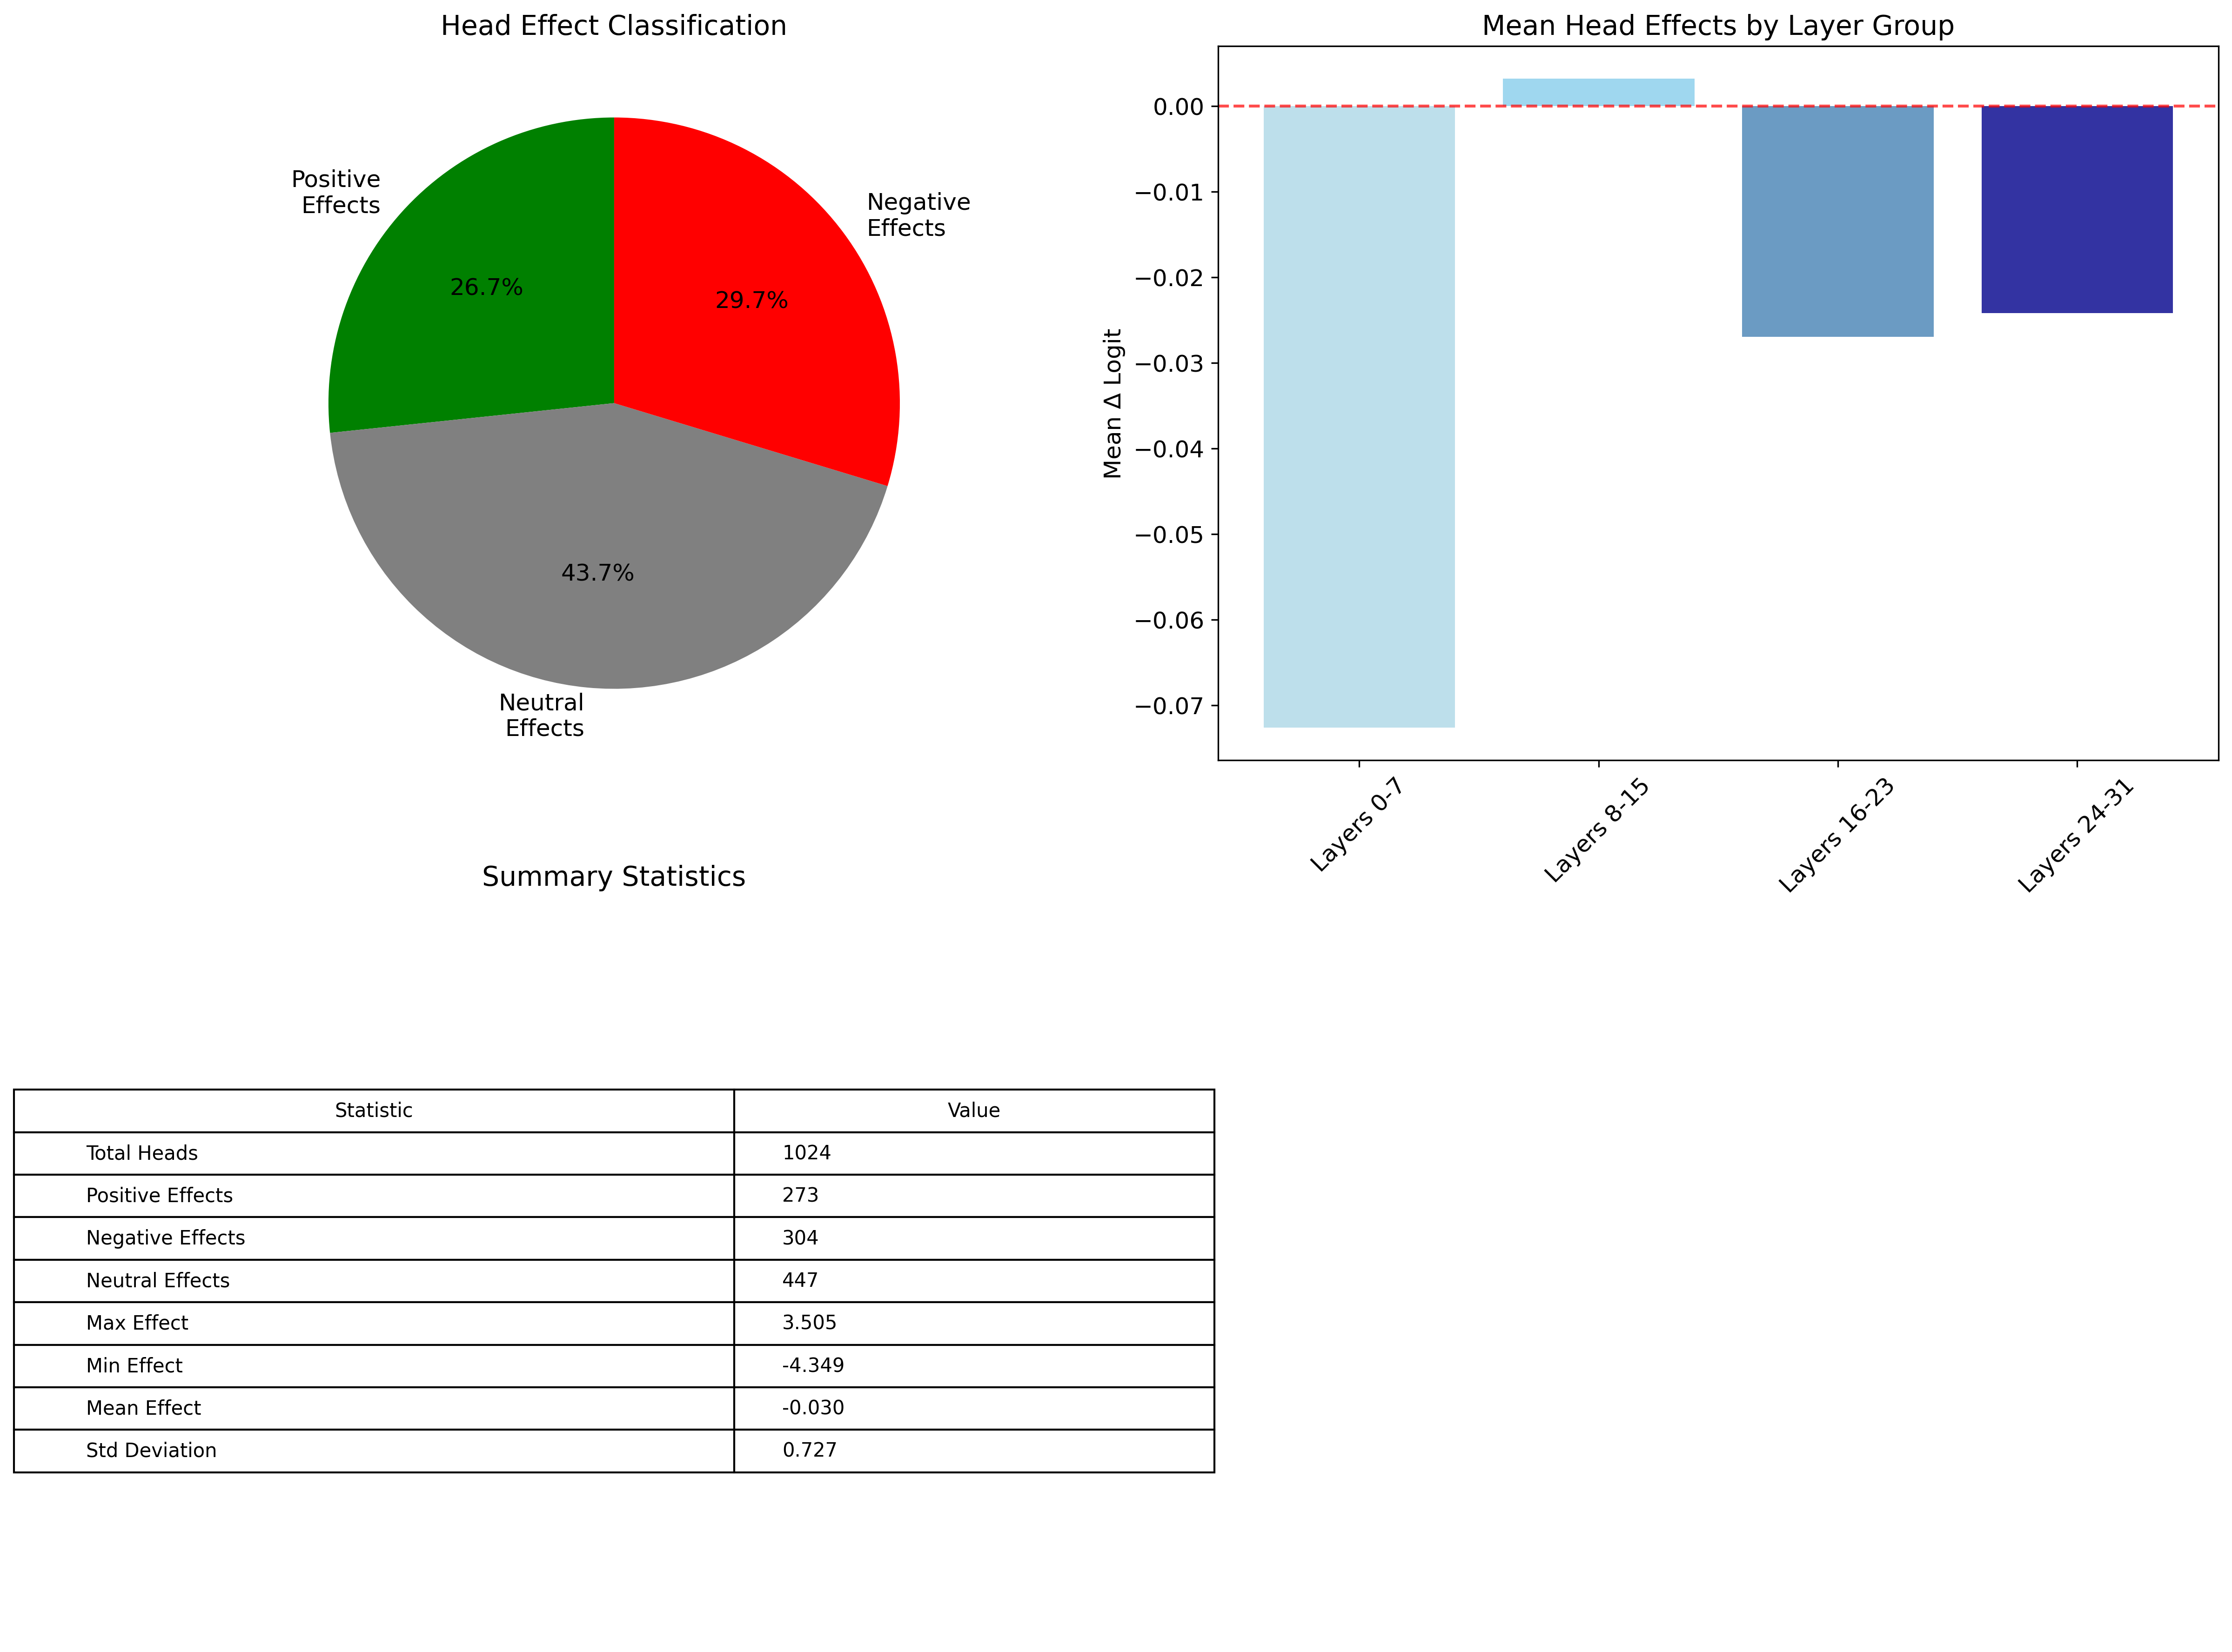 Head Effect Classification
Positive
Effects
Negative
Effects
26.7%
29.7%
43.7%
Neutral
Effects
Mean Head Effects by Layer Group
Mean Δ Logit
0.00
−0.01
−0.02
−0.03
−0.04
−0.05
−0.06
−0.07
Layers 0-7
Layers 8-15
Layers 16-23
Layers 24-31
Summary Statistics
Statistic Value
Total Heads 1024
Positive Effects 273
Negative Effects 304
Neutral Effects 447
Max Effect 3.505
Min Effect -4.349
Mean Effect -0.030
Std Deviation 0.727